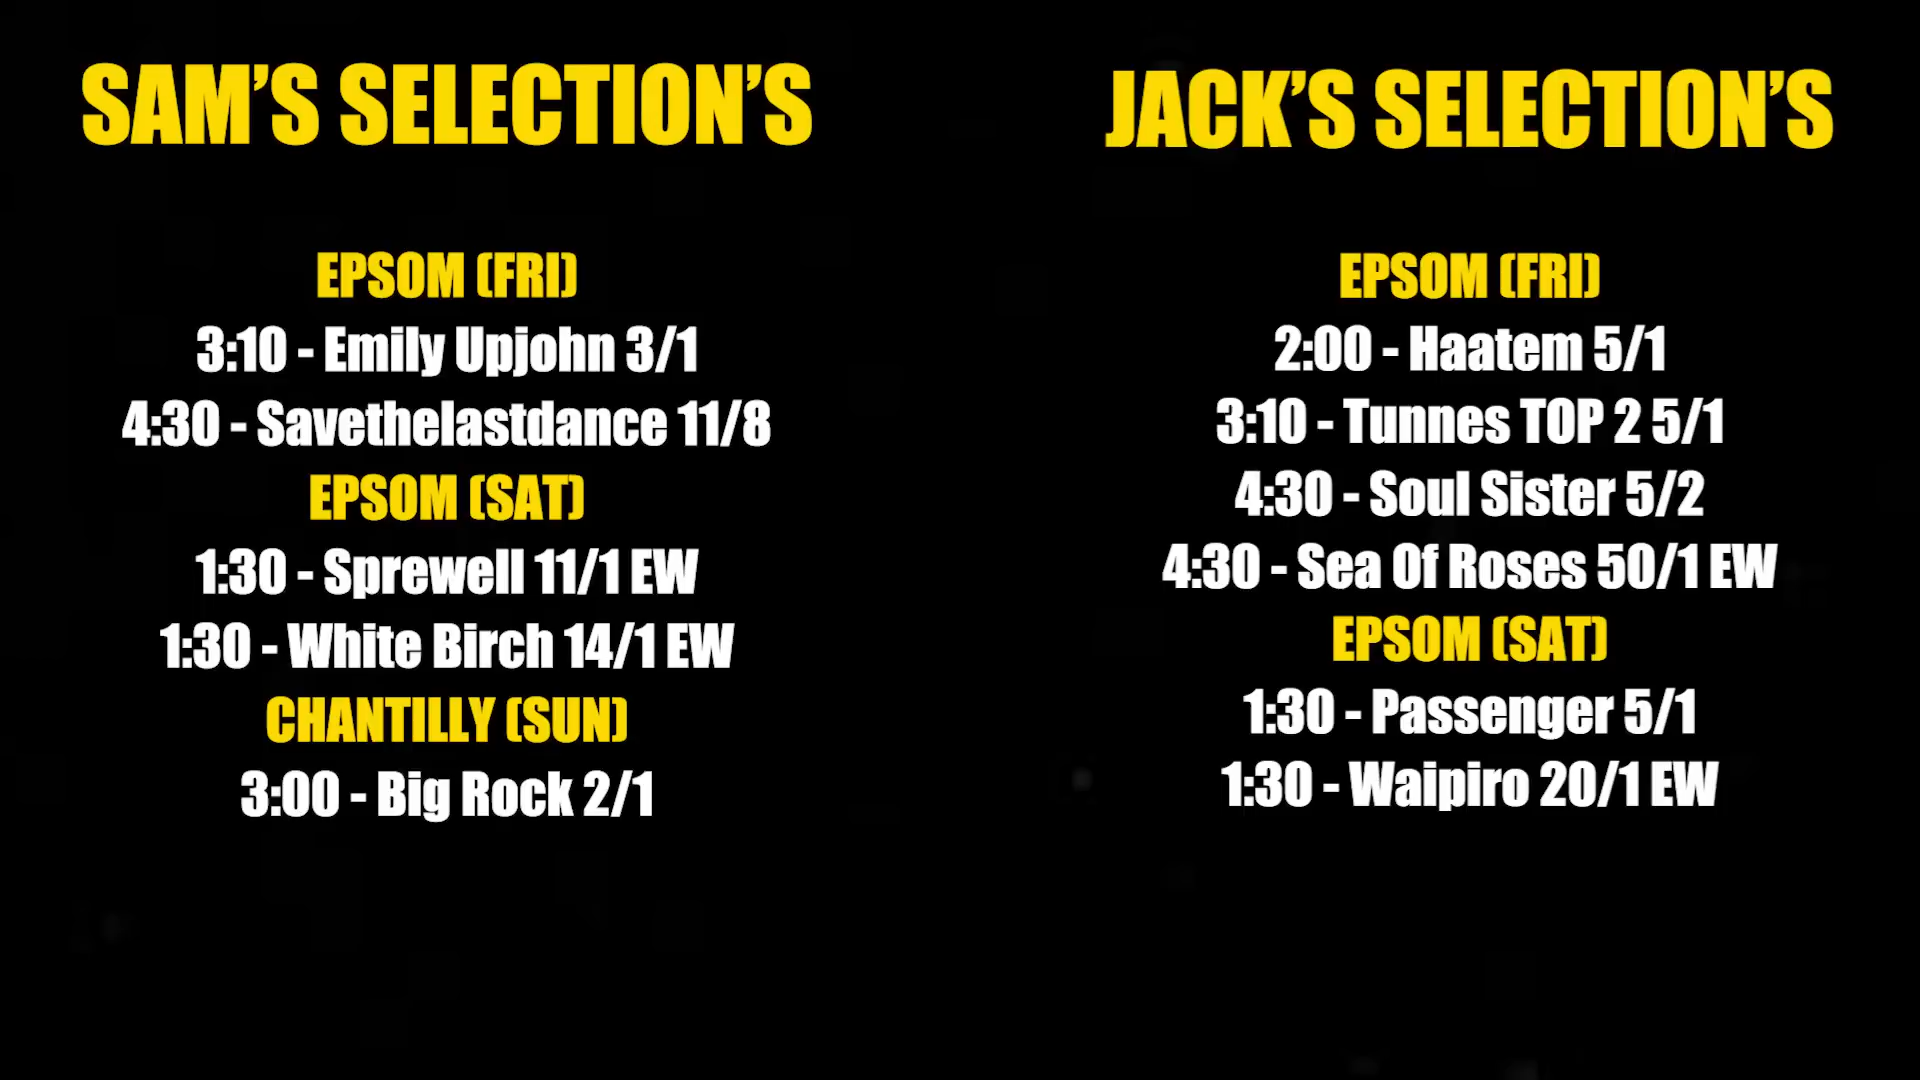 SAM’S SELECTION’S
EPSOM (FRI)
3:10 - Emily Upjohn 3/1
4:30 - Savethelastdance 11/8
EPSOM (SAT)
1:30 - Sprewell 11/1 EW
1:30 - White Birch 14/1 EW
CHANTILLY (SUN)
3:00 - Big Rock 2/1
JACK’S SELECTION’S
EPSOM (FRI)
2:00 - Haatem 5/1
3:10 - Tunnes TOP 2 5/1
4:30 - Soul Sister 5/2
4:30 - Sea Of Roses 50/1 EW
EPSOM (SAT)
1:30 - Passenger 5/1
1:30 - Waipiro 20/1 EW